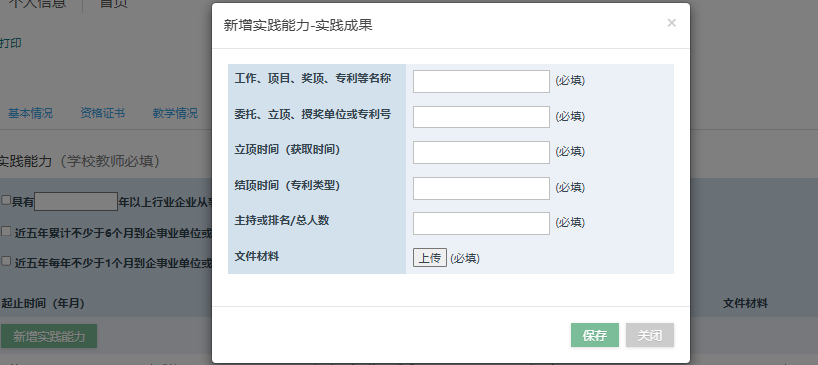 个人信息 首页
打印
基本情况 资格证书 教学情况
实践能力（学校教师必填）
具有 年以上行业企业从事
近五年累计不少于6个月到企事业单位或
近五年每年不少于1个月到企事业单位或
起止时间（年月） 文件材料
新增实践能力
新增实践能力-实践成果 ×
工作、项目、奖项、专利等名称 (必填)
委托、立项、授奖单位或专利号 (必填)
立项时间（获取时间） (必填)
结项时间（专利类型） (必填)
主持或排名/总人数 (必填)
文件材料 上传 (必填)
保存 关闭